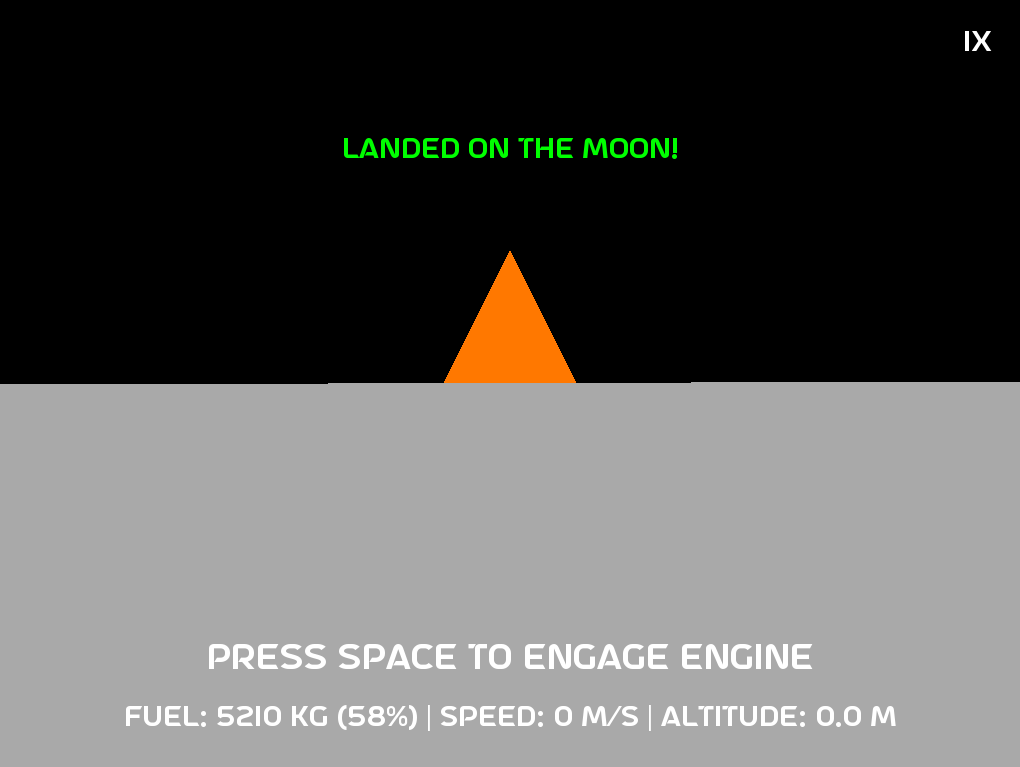 IX
LANDED ON THE MOON!
PRESS SPACE TO ENGAGE ENGINE
FUEL: 5210 KG (58%) | SPEED: 0 M/S | ALTITUDE: 0.0 M